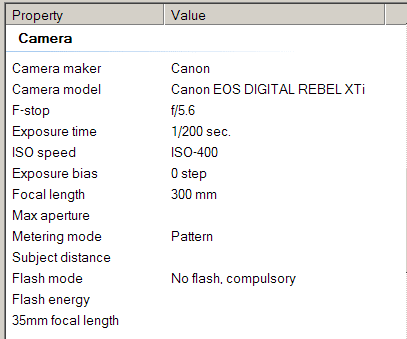 Property Value
Camera
Camera maker Canon
Camera model Canon EOS DIGITAL REBEL XTi
F-stop f/5.6
Exposure time 1/200 sec.
ISO speed ISO-400
Exposure bias 0 step
Focal length 300 mm
Max aperture
Metering mode Pattern
Subject distance
Flash mode No flash, compulsory
Flash energy
35mm focal length